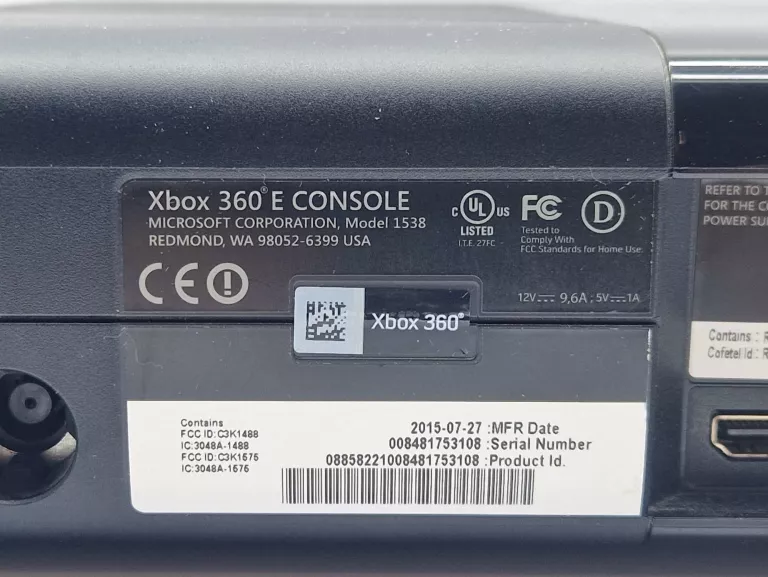 Xbox 360® E CONSOLE
MICROSOFT CORPORATION, Model 1538
REDMOND, WA 98052-6399 USA
C UL US
LISTED
I.T.E. 27FC
FC
Tested to
Comply With
FCC Standards for Home Use.
D
CE
12V⎓ 9,6A ; 5V⎓1A
Xbox 360®
REFER TO
FOR THE
POWER
Contains :
Cofetel Id.:
Contains
FCC ID:C3K1488
IC:3048A-1488
FCC ID:C3K1575
IC:3048A-1575
2015-07-27 :MFR Date
008481753108 :Serial Number
08858221008481753108 :Product Id.